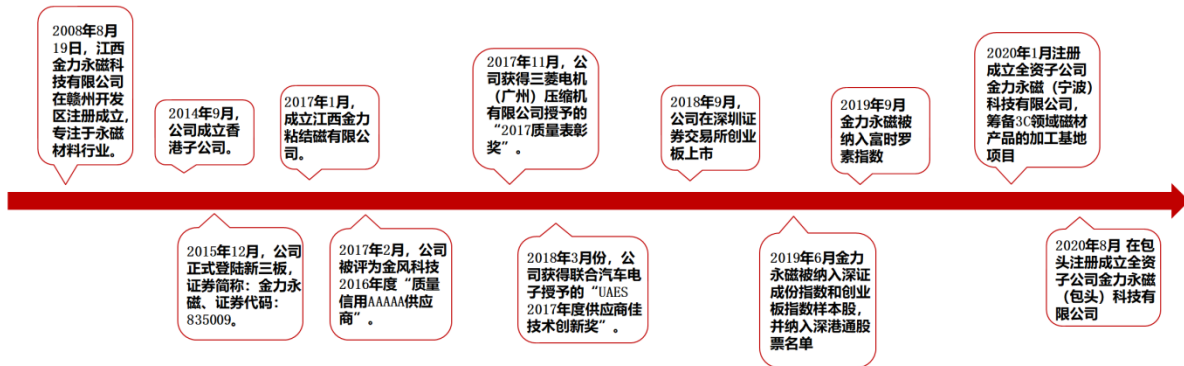 2008年8月
19日，江西
金力永磁科
技有限公司
在赣州开发
区注册成立，
专注于永磁
材料行业。
2014年9月，
公司成立香
港子公司。
2017年1月，
成立江西金力
粘结磁有限公
司。
2017年11月，公
司获得三菱电机
（广州）压缩机
有限公司授予的
“2017质量表彰
奖”。
2018年9月，
公司在深圳证
券交易所创业
板上市
2019年9月
金力永磁被
纳入富时罗
素指数
2020年1月注册
成立全资子公司
金力永磁（宁波）
科技有限公司，
筹备3C领域磁材
产品的加工基地
项目
2015年12月，公司
正式登陆新三板，
证券简称：金力永
磁、证券代码：
835009。
2017年2月，公司
被评为金风科技
2016年度“质量
信用AAAAA供应
商”。
2018年3月份，公
司获得联合汽车电
子授予的“UAES
2017年度供应商佳
技术创新奖”。
2019年6月金力
永磁被纳入深证
成份指数和创业
板指数样本股，
并纳入深港通股
票名单
2020年8月 在包
头注册成立全资
子公司金力永磁
（包头）科技有
限公司